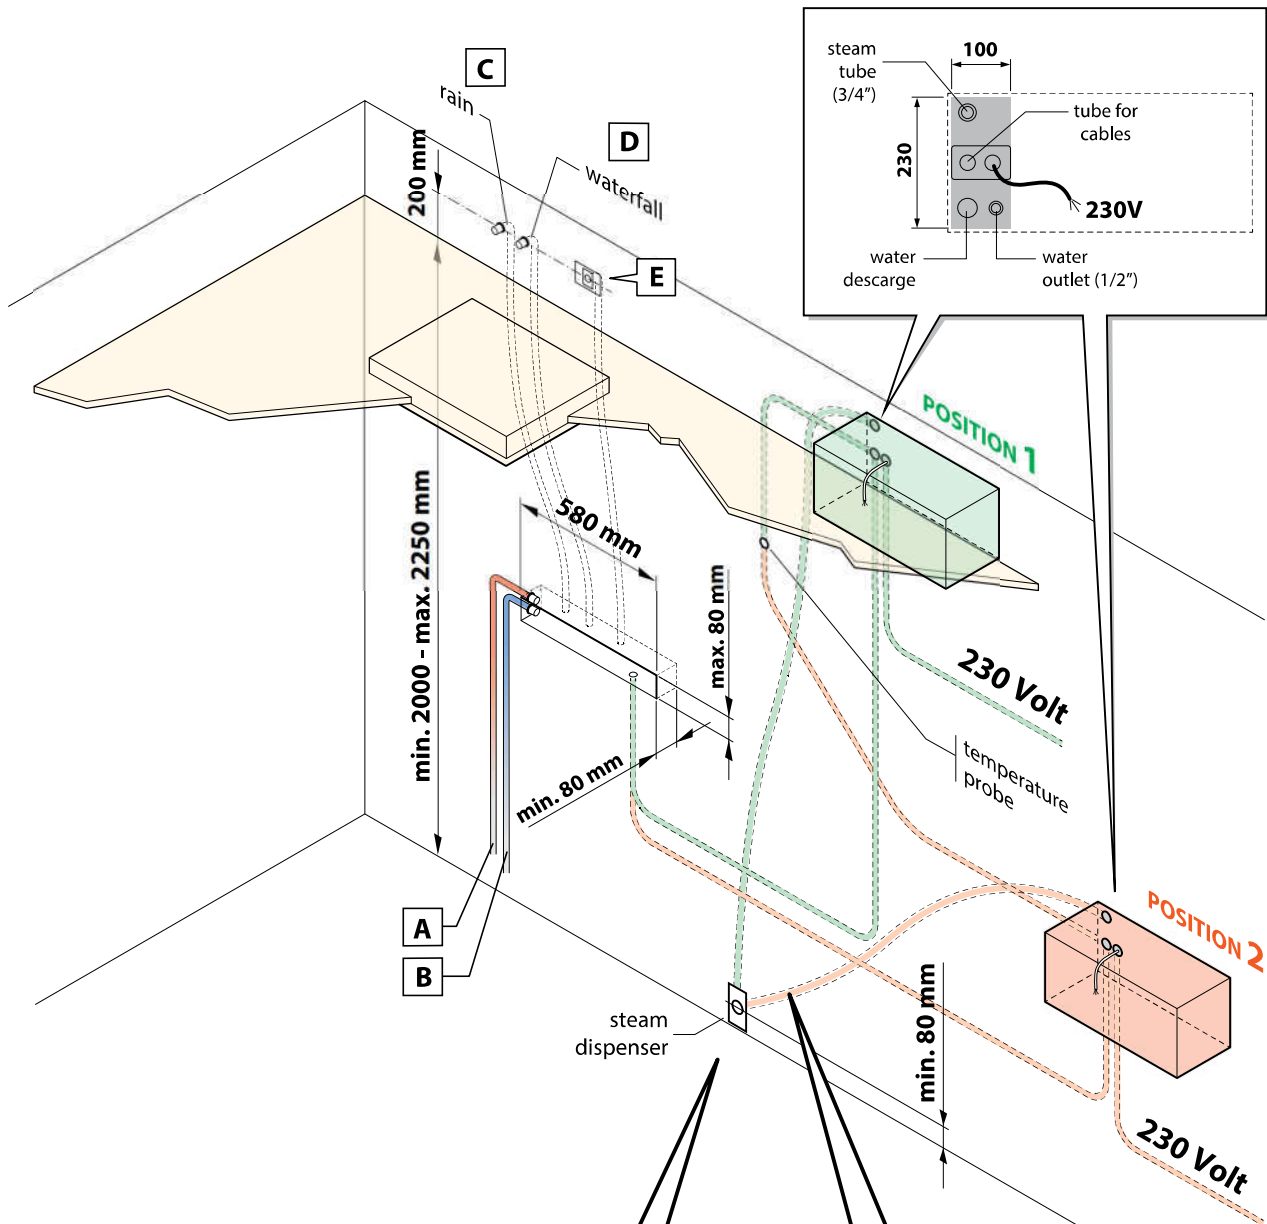 C
rain
D
waterfall
E
200 mm
steam
tube
(3/4”)
100
230
tube for
cables
230V
water
descarge
water
outlet (1/2”)
POSITION 1
580 mm
min. 2000 - max. 2250 mm
max. 80 mm
min. 80 mm
230 Volt
temperature
probe
A
B
POSITION 2
steam
dispenser
min. 80 mm
230 Volt